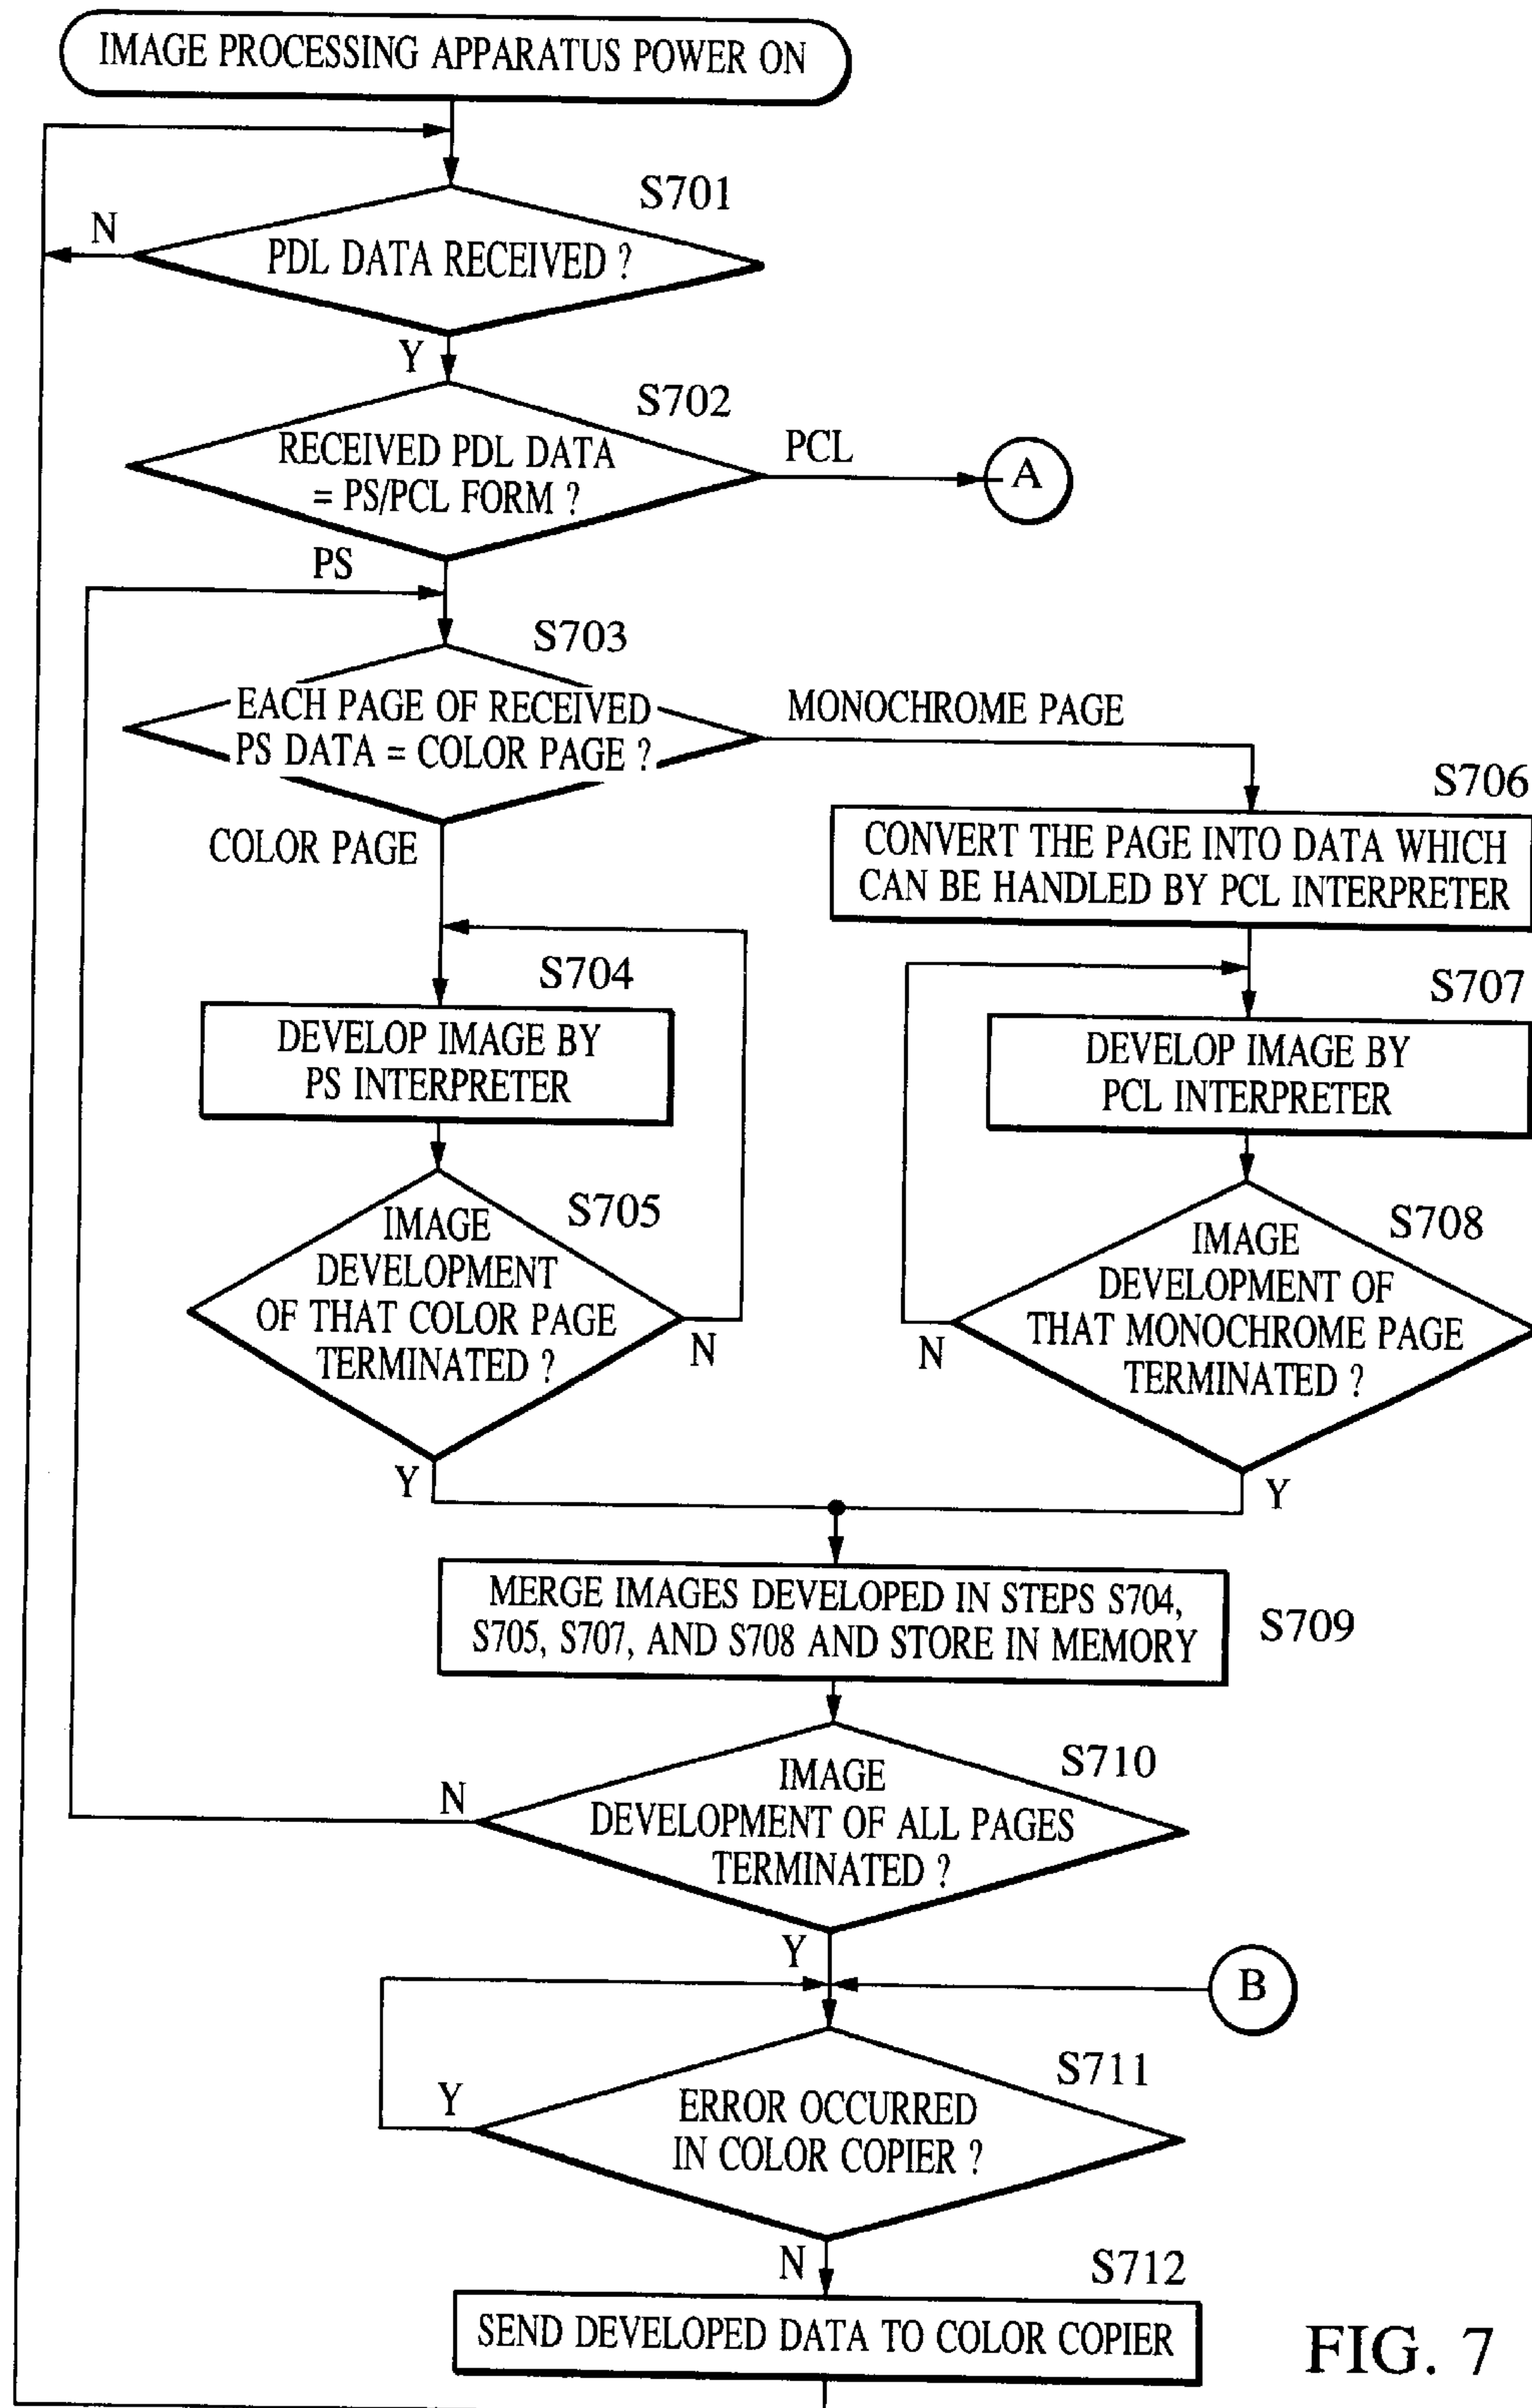 IMAGE PROCESSING APPARATUS POWER ON
S701
N
PDL DATA RECEIVED ?
Y
S702
RECEIVED PDL DATA
= PS/PCL FORM ?
PCL
A
PS
S703
EACH PAGE OF RECEIVED
PS DATA = COLOR PAGE ?
MONOCHROME PAGE
COLOR PAGE
S706
CONVERT THE PAGE INTO DATA WHICH
CAN BE HANDLED BY PCL INTERPRETER
S704
DEVELOP IMAGE BY
PS INTERPRETER
S707
DEVELOP IMAGE BY
PCL INTERPRETER
S705
IMAGE
DEVELOPMENT
OF THAT COLOR PAGE
TERMINATED ?
N
Y
S708
IMAGE
DEVELOPMENT OF
THAT MONOCHROME PAGE
TERMINATED ?
N
Y
MERGE IMAGES DEVELOPED IN STEPS S704,
S705, S707, AND S708 AND STORE IN MEMORY
S709
S710
N
IMAGE
DEVELOPMENT OF ALL PAGES
TERMINATED ?
Y
B
S711
Y
ERROR OCCURRED
IN COLOR COPIER ?
N
S712
SEND DEVELOPED DATA TO COLOR COPIER
FIG. 7